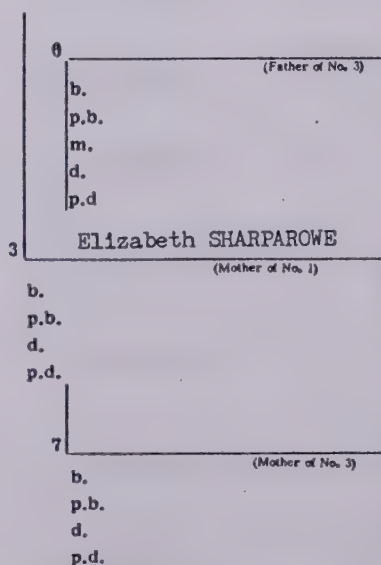 6
(Father of No. 3)
b.
p.b.
m.
d.
p.d
Elizabeth SHARPAROWE
3
(Mother of No. 1)
b.
p.b.
d.
p.d.
7
(Mother of No. 3)
b.
p.b.
d.
p.d.